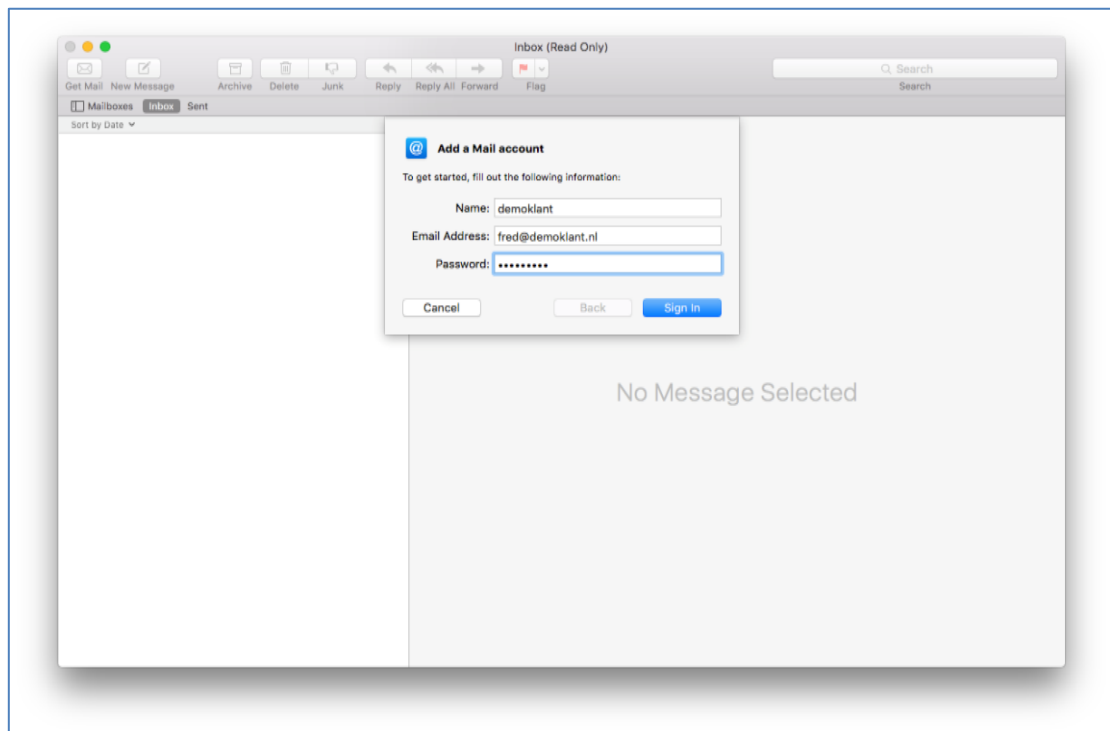 Inbox (Read Only)
Search
Get Mail New Message Archive Delete Junk Reply Reply All Forward Flag Search
Mailboxes Inbox Sent
Sort by Date
@ Add a Mail account
To get started, fill out the following information:
Name: demoklant
Email Address: fred@demoklant.nl
Password: •••••••••
Cancel Back Sign In
No Message Selected